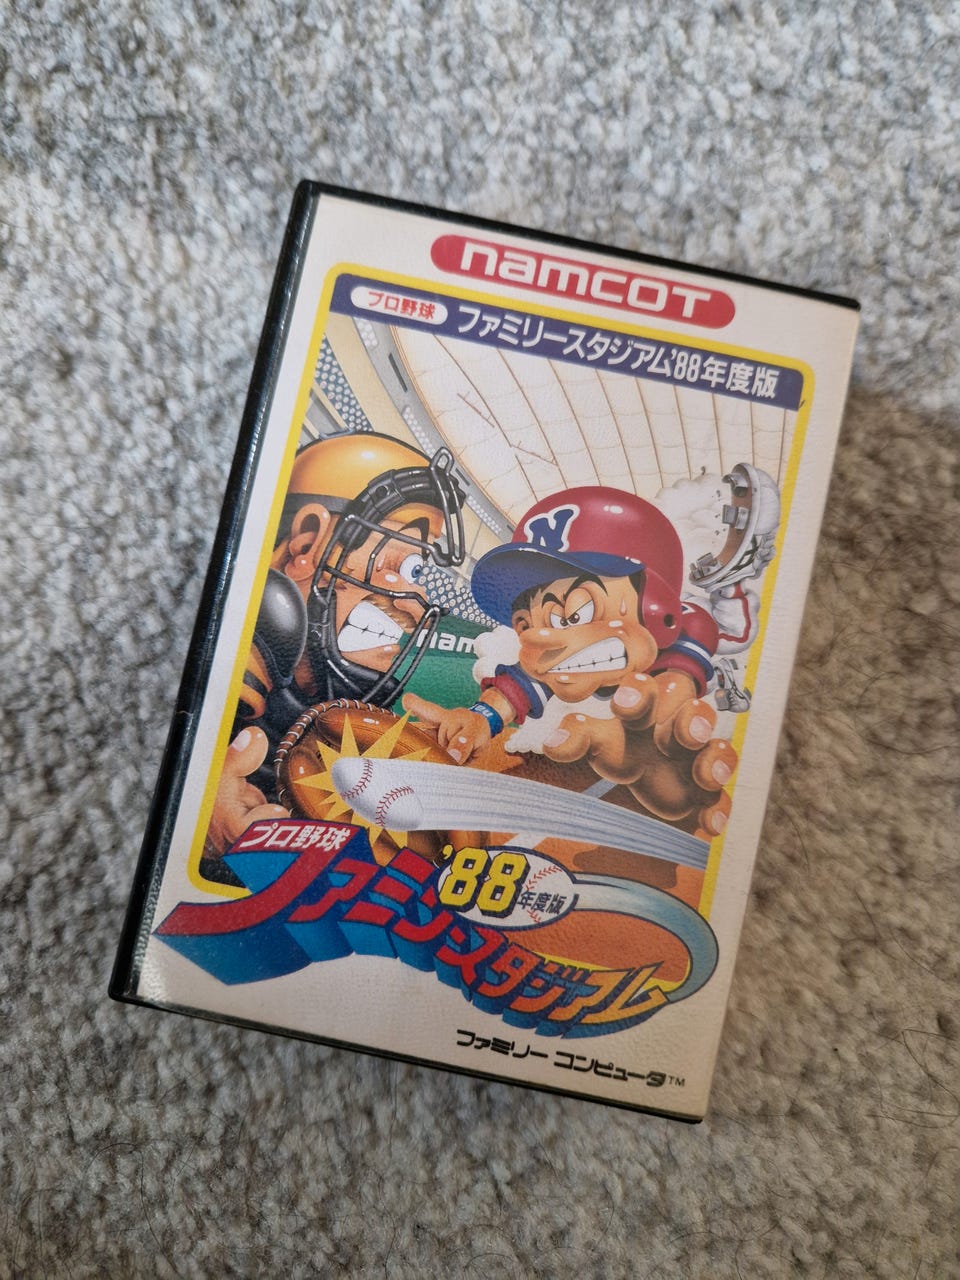 namcot
プロ野球 ファミリースタジアム'88年度版
N
nam
プロ野球
'88年度版
ファミリースタジアム
ファミリー コンピュータ™